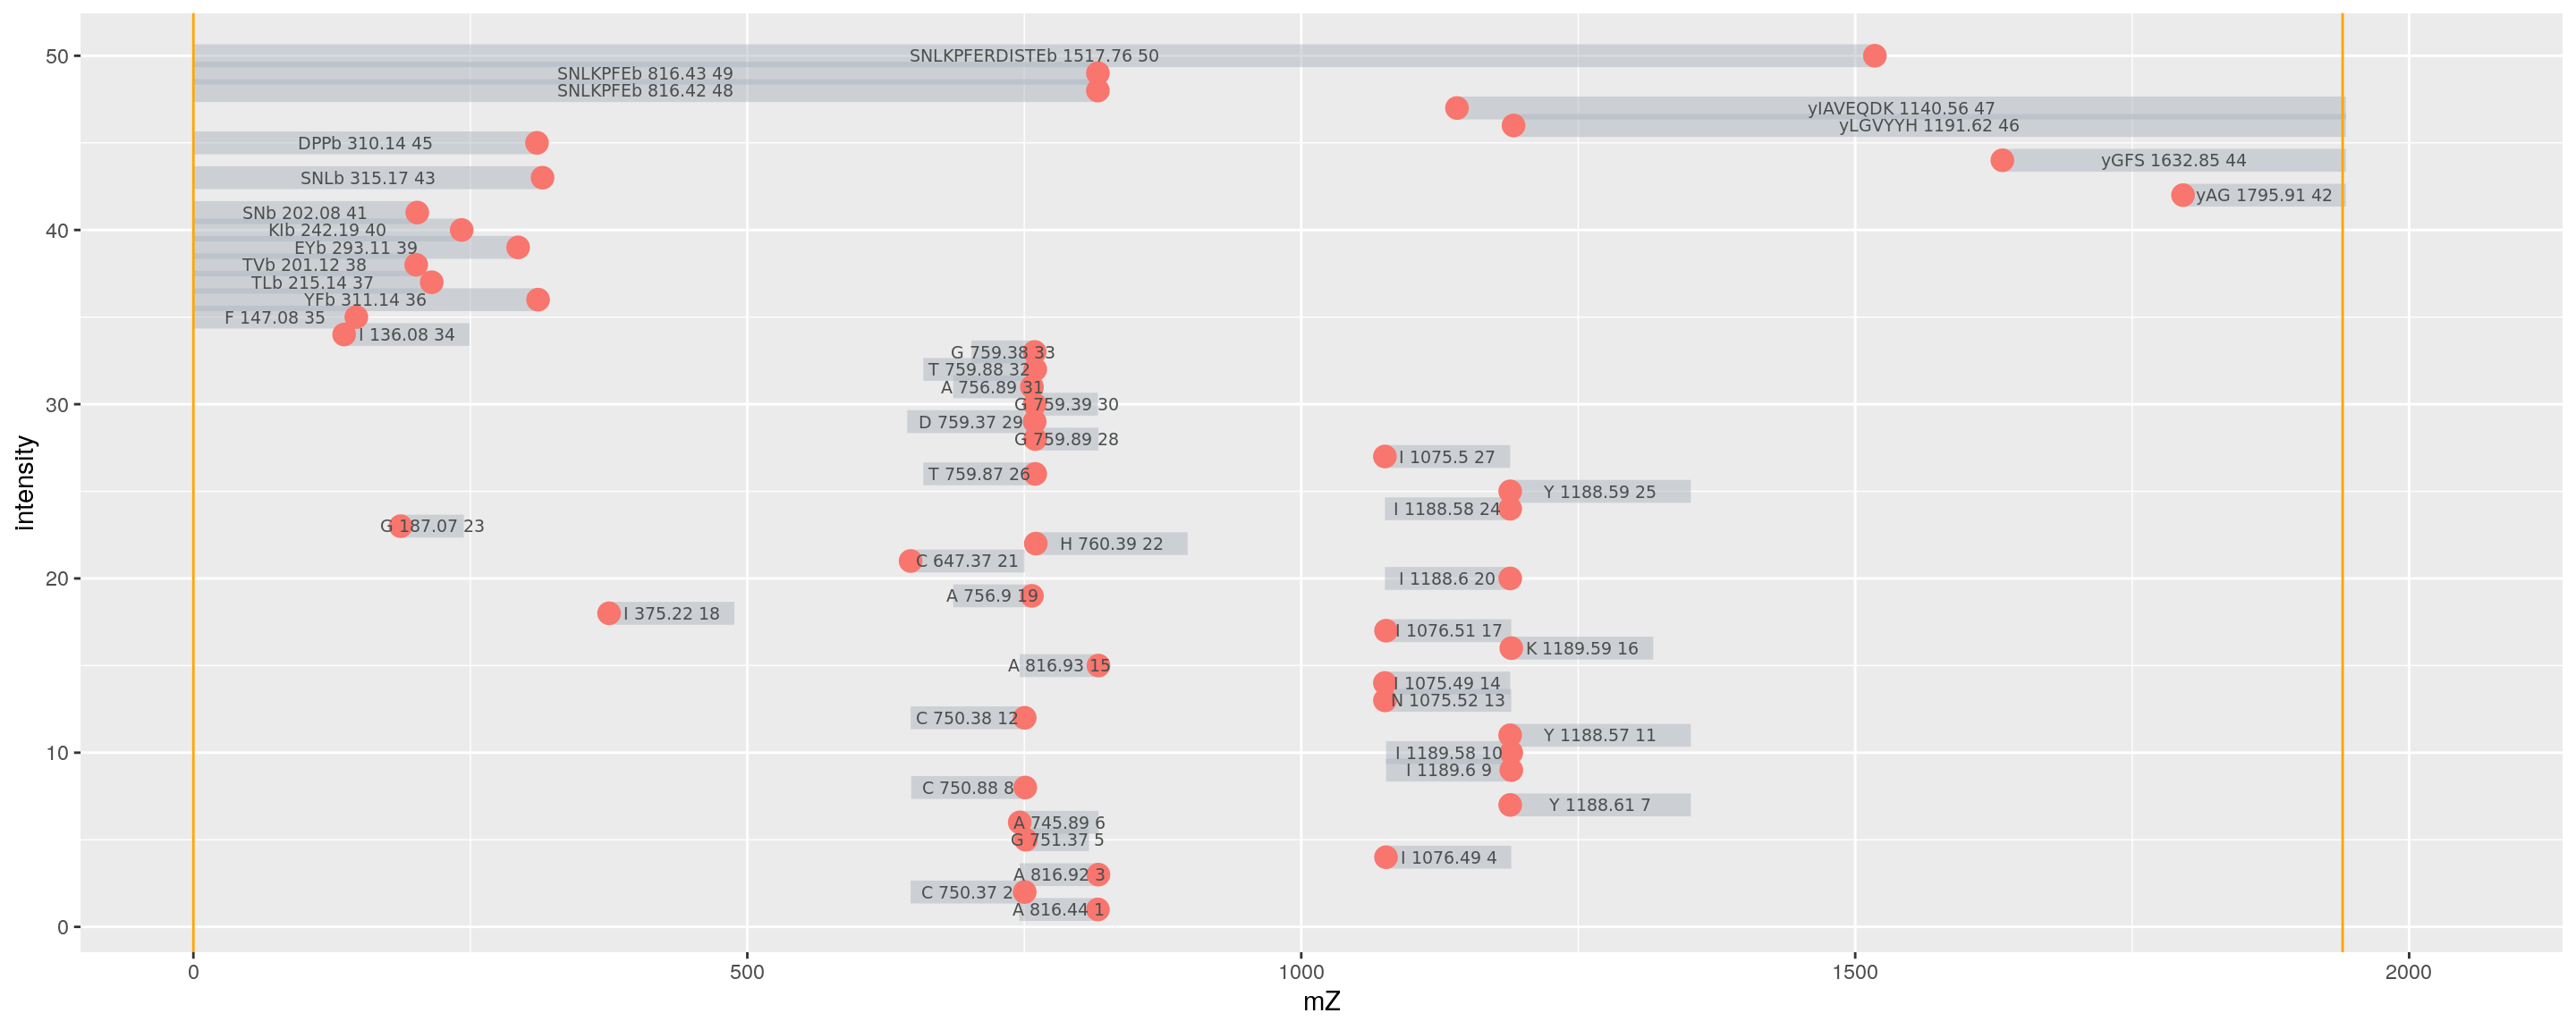 50
SNLKPFERDISTEb 1517.76 50
SNLKPFEb 816.43 49
SNLKPFEb 816.42 48
yIAVEQDK 1140.56 47
yLGVYYH 1191.62 46
DPPb 310.14 45
yGFS 1632.85 44
SNLb 315.17 43
yAG 1795.91 42
SNb 202.08 41
40
KIb 242.19 40
EYb 293.11 39
TVb 201.12 38
TLb 215.14 37
YFb 311.14 36
F 147.08 35
I 136.08 34
G 759.38 33
T 759.88 32
A 756.89 31
30
G 759.39 30
D 759.37 29
G 759.89 28
I 1075.5 27
T 759.87 26
Y 1188.59 25
I 1188.58 24
G 187.07 23
H 760.39 22
C 647.37 21
20
I 1188.6 20
A 756.9 19
I 375.22 18
I 1076.51 17
K 1189.59 16
A 816.93 15
I 1075.49 14
N 1075.52 13
C 750.38 12
Y 1188.57 11
10
I 1189.58 10
I 1189.6 9
C 750.88 8
Y 1188.61 7
A 745.89 6
G 751.37 5
I 1076.49 4
A 816.92 3
C 750.37 2
A 816.44 1
0
intensity
0 500 1000 1500 2000
mZ